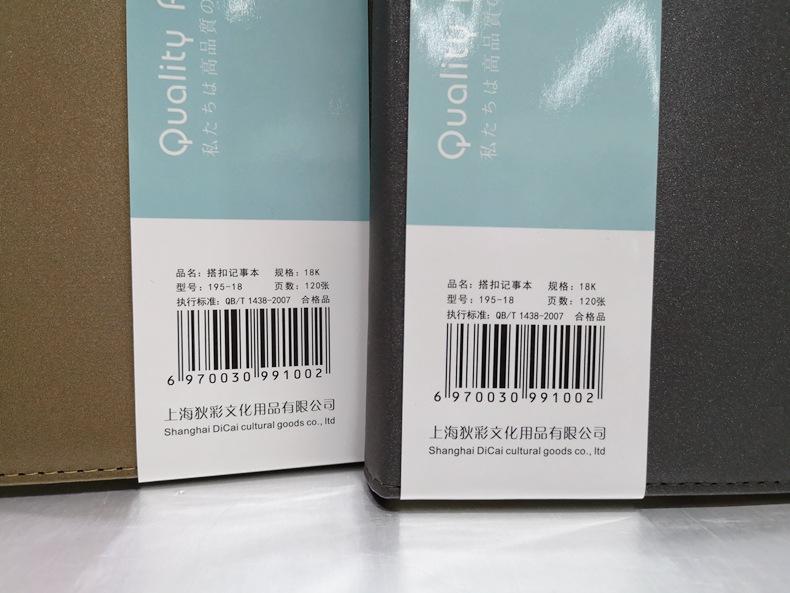 Quality
私たちは高品質の
品名：搭扣记事本 规格：18K
型号：195-18 页数：120张
执行标准：QB/T 1438-2007 合格品
6 970030 991002
上海狄彩文化用品有限公司
Shanghai DiCai cultural goods co., ltd
Quality
私たちは高品質の
品名：搭扣记事本 规格：18K
型号：195-18 页数：120张
执行标准：QB/T 1438-2007 合格品
6 970030 991002
上海狄彩文化用品有限公司
Shanghai DiCai cultural goods co., ltd